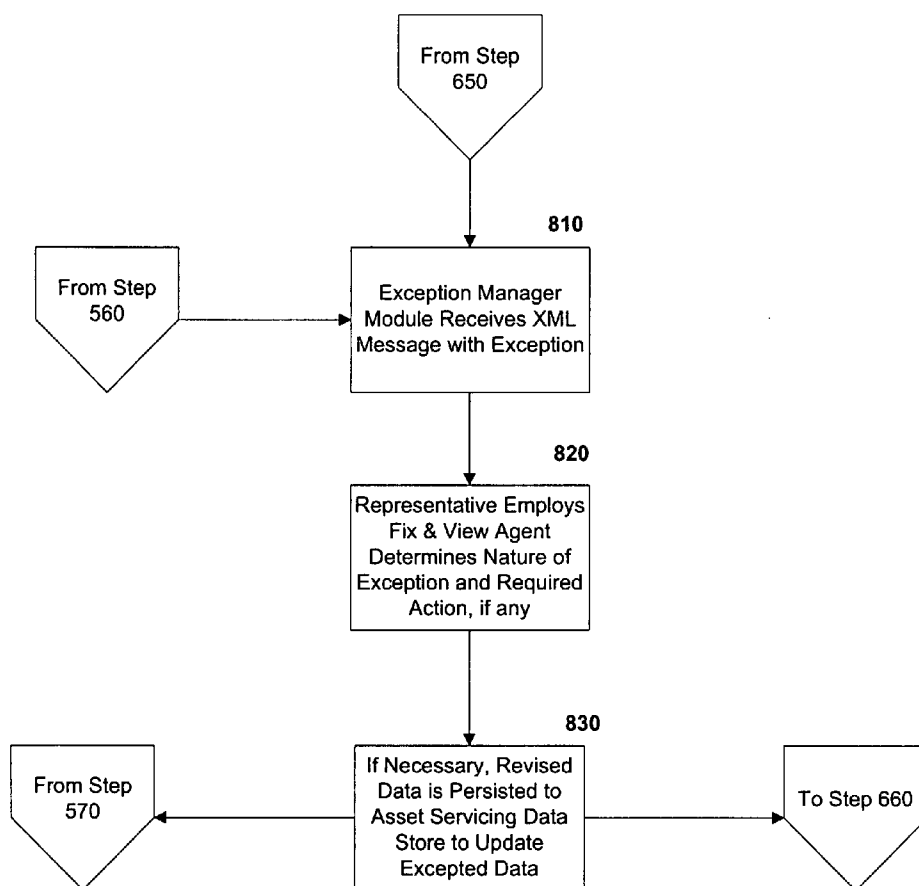 From Step
650
810
From Step
560
Exception Manager
Module Receives XML
Message with Exception
820
Representative Employs
Fix & View Agent
Determines Nature of
Exception and Required
Action, if any
830
From Step
570
If Necessary, Revised
Data is Persisted to
Asset Servicing Data
Store to Update
Excepted Data
To Step 660